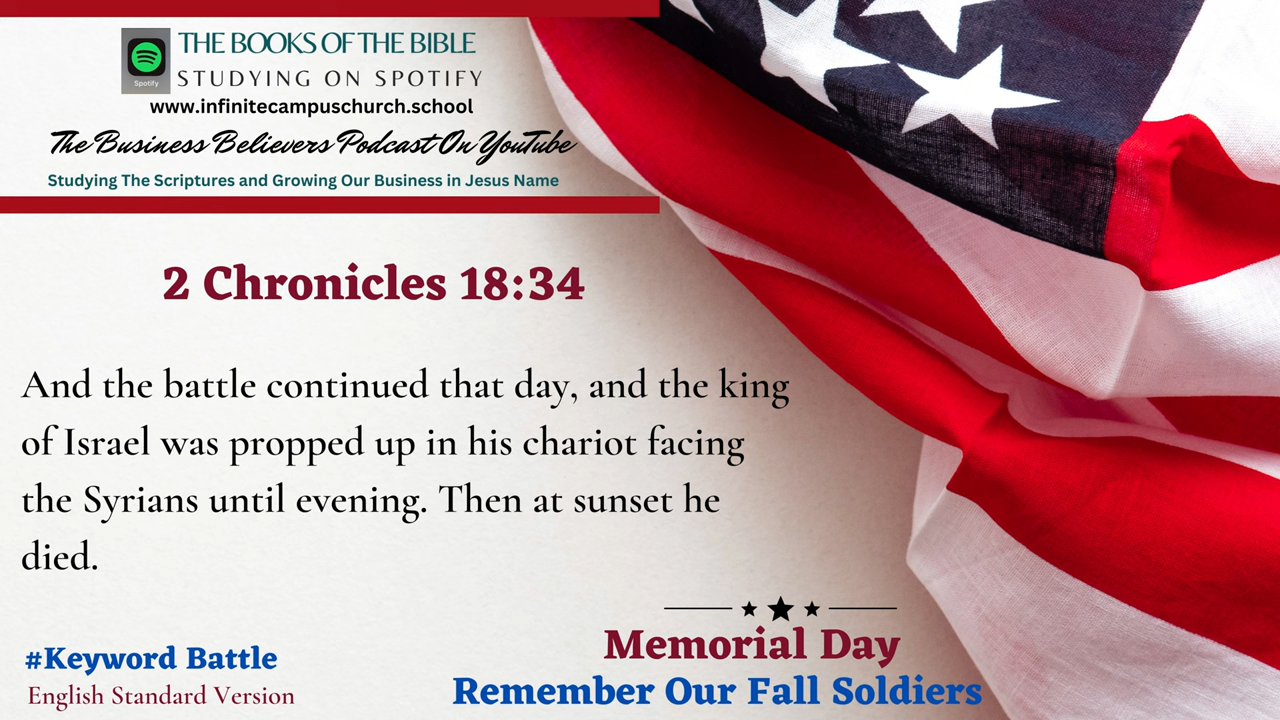 Spotify
THE BOOKS OF THE BIBLE
STUDYING ON SPOTIFY
www.infinitecampuschurch.school
The Business Believers Podcast On YouTube
Studying The Scriptures and Growing Our Business in Jesus Name
2 Chronicles 18:34
And the battle continued that day, and the king
of Israel was propped up in his chariot facing
the Syrians until evening. Then at sunset he
died.
#Keyword Battle
English Standard Version
Memorial Day
Remember Our Fall Soldiers